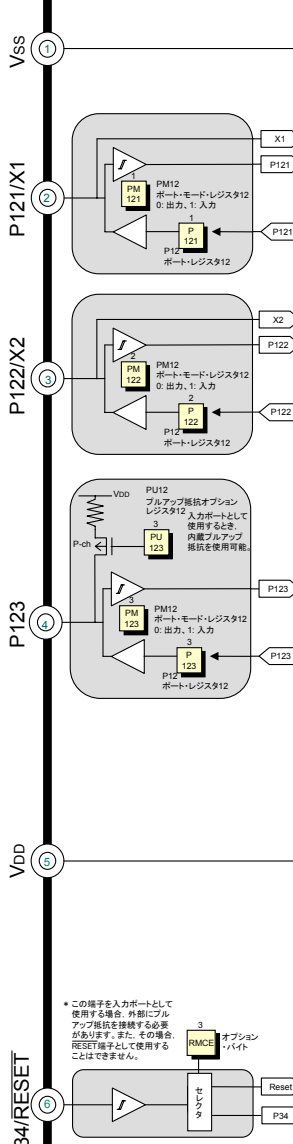 VSS
1
P121/X1
2
X1
P121
1
PM
121
PM12
ポート・モード・レジスタ12
0: 出力、1: 入力
1
P
121
P12
ポート・レジスタ12
P121
P122/X2
3
X2
P122
2
PM
122
PM12
ポート・モード・レジスタ12
0: 出力、1: 入力
2
P
122
P12
ポート・レジスタ12
P122
P123
4
VDD
P-ch
PU12
プルアップ抵抗オプション
レジスタ12
3
PU
123
入力ポートとして
使用するとき、
内蔵プルアップ
抵抗を使用可能。
P123
3
PM
123
PM12
ポート・モード・レジスタ12
0: 出力、1: 入力
3
P
123
P12
ポート・レジスタ12
P123
VDD
5
* この端子を入力ポートとして
使用する場合、外部にプル
アップ抵抗を接続する必要
があります。また、その場合、
RESET端子として使用する
ことはできません。
34/RESET
6
3
RMCE
オプション
・バイト
セレクタ
Reset
P34